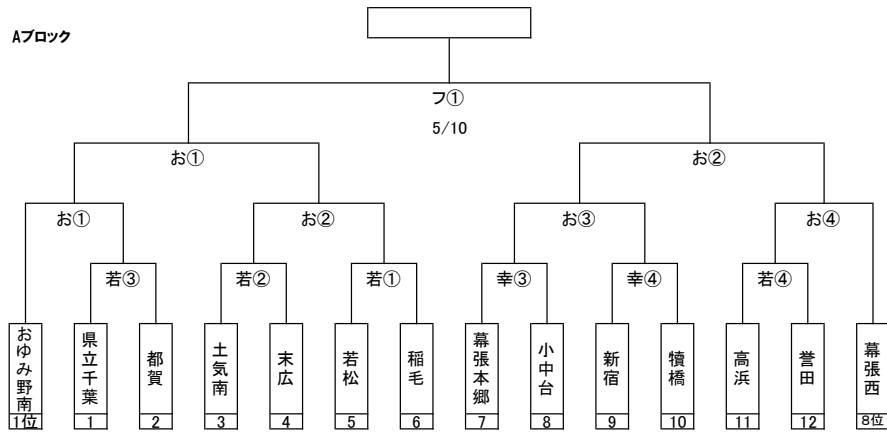 Aブロック
フ①
5/10
お①
お②
お①
お②
お③
お④
若③
若②
若①
幸③
幸④
若④
おゆみ野南
県立千葉
都賀
土気南
末広
若松
稲毛
幕張本郷
小中台
新宿
犢橋
高浜
誉田
幕張西
1位
1
2
3
4
5
6
7
8
9
10
11
12
8位